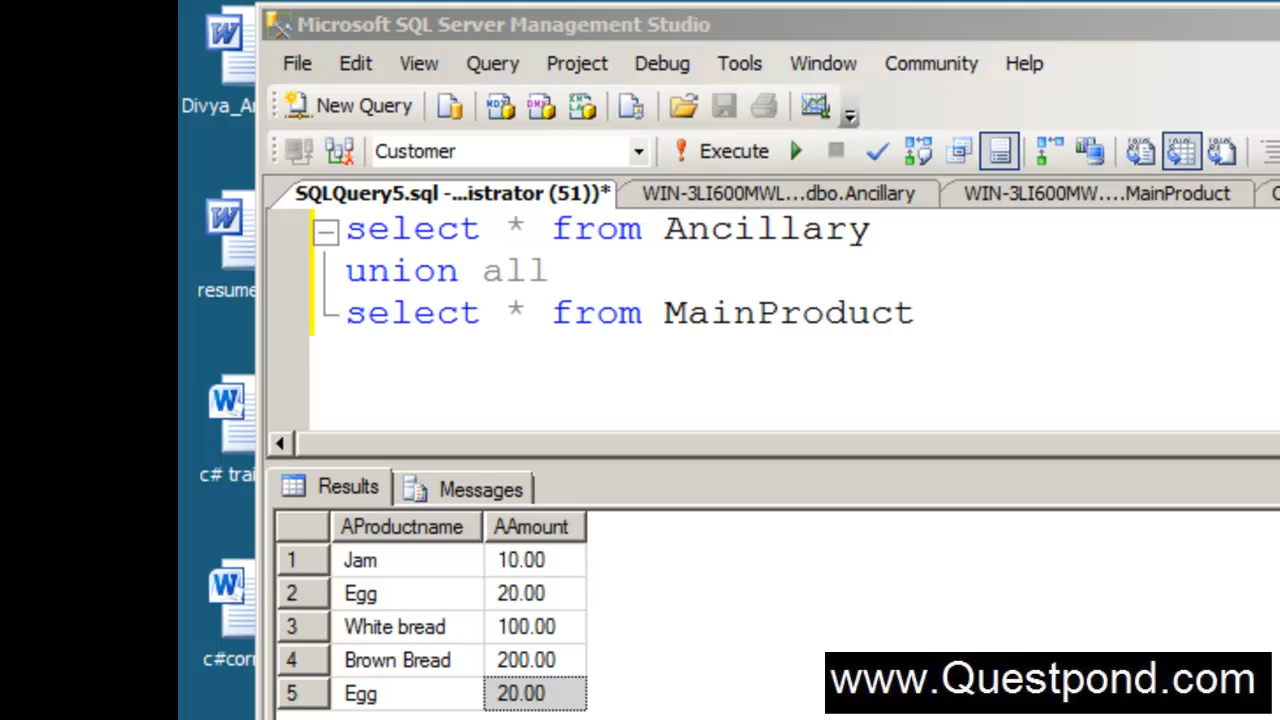 Microsoft SQL Server Management Studio
File Edit View Query Project Debug Tools Window Community Help
Divya_A
New Query
Customer Execute
SQLQuery5.sql -...istrator (51))* WIN-3LI600MWL...dbo.Ancillary WIN-3LI600MW....MainProduct
select * from Ancillary
union all
select * from MainProduct
resume
c# trai
c#corn
Results Messages
AProductname AAmount
1 Jam 10.00
2 Egg 20.00
3 White bread 100.00
4 Brown Bread 200.00
5 Egg 20.00
www.Questpond.com